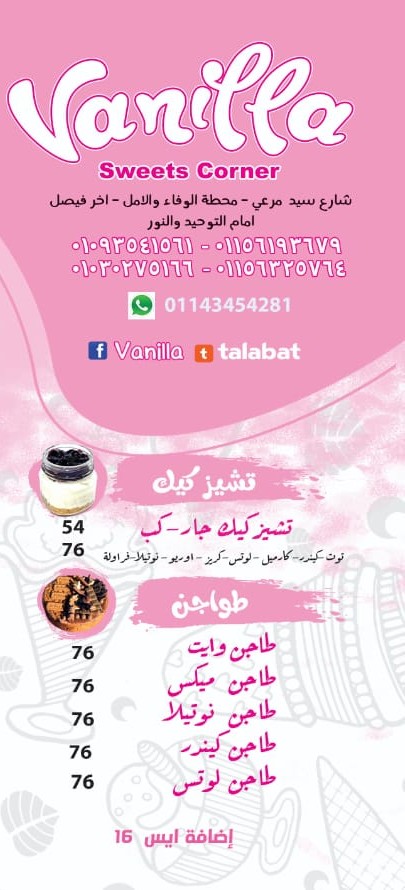 Vanilla
Sweets Corner
شارع سيد مرعي - محطة الوفاء والامل - اخر فيصل
امام التوحيد والنور
٠١٠٩٣٥٤١٥٦١ - ٠١١٥٦١٩٣٦٧٩
٠١٠٣٠٢٧٥١٦٦ - ٠١١٥٦٣٢٥٧٦٤
01143454281
f Vanilla t talabat
تشيز كيك
تشيز كيك جار - كب 54
توت - كيندر - كارميل - لوتس - كريز - اوريو - نوتيلا - فراولة 76
طواجن
طاجن وايت 76
طاجن ميكس 76
طاجن نوتيلا 76
طاجن كيندر 76
طاجن لوتس 76
إضافة ايس 16